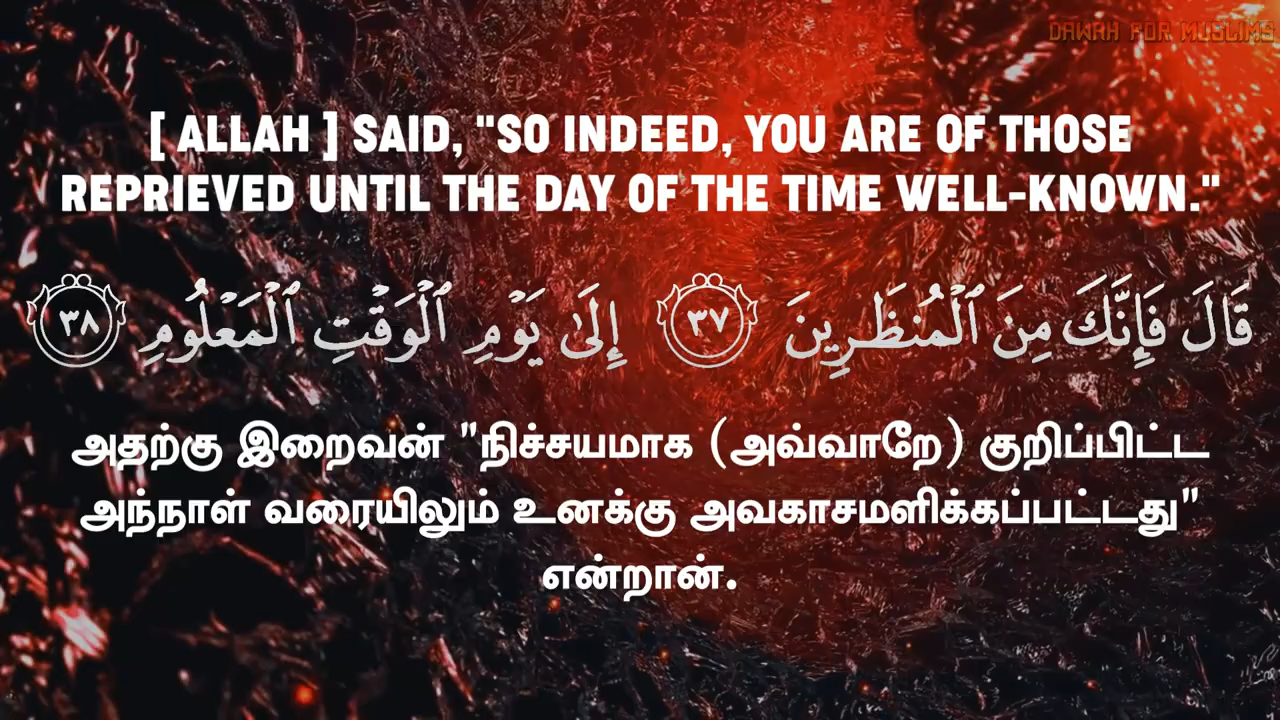 DAWAH FOR MUSLIMS
[ ALLAH ] SAID, "SO INDEED, YOU ARE OF THOSE
REPRIEVED UNTIL THE DAY OF THE TIME WELL-KNOWN."
قَالَ فَإِنَّكَ مِنَ ٱلْمُنظَرِينَ ٣٧ إِلَىٰ يَوْمِ ٱلْوَقْتِ ٱلْمَعْلُومِ ٣٨
அதற்கு இறைவன் "நிச்சயமாக (அவ்வாறே) குறிப்பிட்ட
அந்நாள் வரையிலும் உனக்கு அவகாசமளிக்கப்பட்டது"
என்றான்.